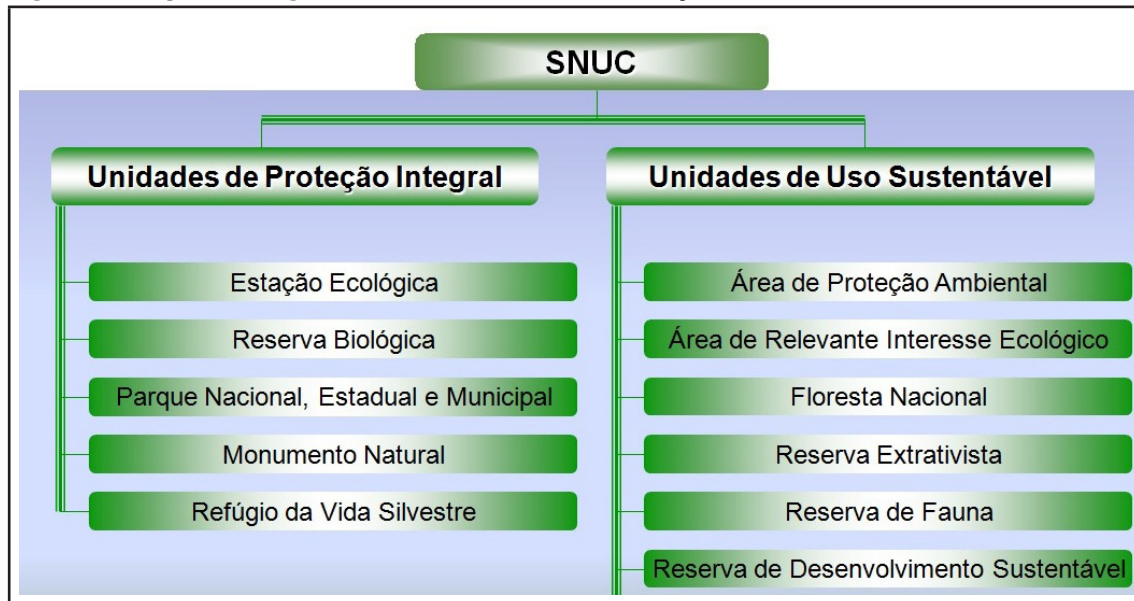 SNUC
Unidades de Proteção Integral
Estação Ecológica
Reserva Biológica
Parque Nacional, Estadual e Municipal
Monumento Natural
Refúgio da Vida Silvestre
Unidades de Uso Sustentável
Área de Proteção Ambiental
Área de Relevante Interesse Ecológico
Floresta Nacional
Reserva Extrativista
Reserva de Fauna
Reserva de Desenvolvimento Sustentável